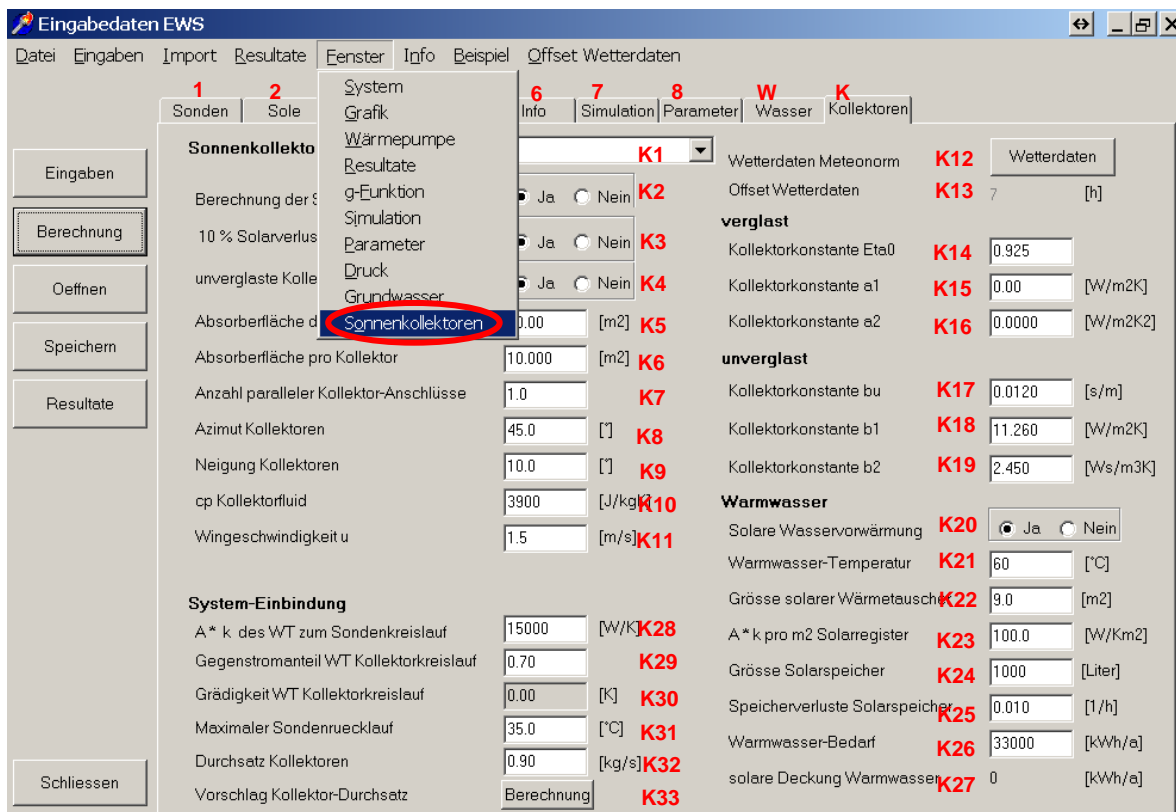 Eingabedaten EWS
Datei Eingaben Import Resultate Fenster Info Beispiel Offset Wetterdaten
1 2 6 7 8 W K
Sonden Sole Info Simulation Parameter Wasser Kollektoren
System
Grafik
Wärmepumpe
Resultate
g-Funktion
Simulation
Parameter
Druck
Grundwasser
Sonnenkollektoren
Eingaben
Berechnung
Oeffnen
Speichern
Resultate
Schliessen
Sonnenkollekto K1
Berechnung der S Ja Nein K2
10 % Solarverlus Ja Nein K3
unverglaste Kolle Ja Nein K4
Absorberfläche d 0.00 [m2] K5
Absorberfläche pro Kollektor 10.000 [m2] K6
Anzahl paralleler Kollektor-Anschlüsse 1.0 K7
Azimut Kollektoren 45.0 [°] K8
Neigung Kollektoren 10.0 [°] K9
cp Kollektorfluid 3900 [J/kgK] K10
Wingeschwindigkeit u 1.5 [m/s] K11
System-Einbindung
A * k des WT zum Sondenkreislauf 15000 [W/K] K28
Gegenstromanteil WT Kollektorkreislauf 0.70 K29
Grädigkeit WT Kollektorkreislauf 0.00 [K] K30
Maximaler Sondenruecklauf 35.0 [°C] K31
Durchsatz Kollektoren 0.90 [kg/s] K32
Vorschlag Kollektor-Durchsatz Berechnung K33
Wetterdaten Meteonorm K12 Wetterdaten
Offset Wetterdaten K13 7 [h]
verglast
Kollektorkonstante Eta0 K14 0.925
Kollektorkonstante a1 K15 0.00 [W/m2K]
Kollektorkonstante a2 K16 0.0000 [W/m2K2]
unverglast
Kollektorkonstante bu K17 0.0120 [s/m]
Kollektorkonstante b1 K18 11.260 [W/m2K]
Kollektorkonstante b2 K19 2.450 [Ws/m3K]
Warmwasser
Solare Wasservorwärmung K20 Ja Nein
Warmwasser-Temperatur K21 60 [°C]
Grösse solarer Wärmetauscher K22 9.0 [m2]
A * k pro m2 Solarregister K23 100.0 [W/Km2]
Grösse Solarspeicher K24 1000 [Liter]
Speicherverluste Solarspeicher K25 0.010 [1/h]
Warmwasser-Bedarf K26 33000 [kWh/a]
solare Deckung Warmwasser K27 0 [kWh/a]